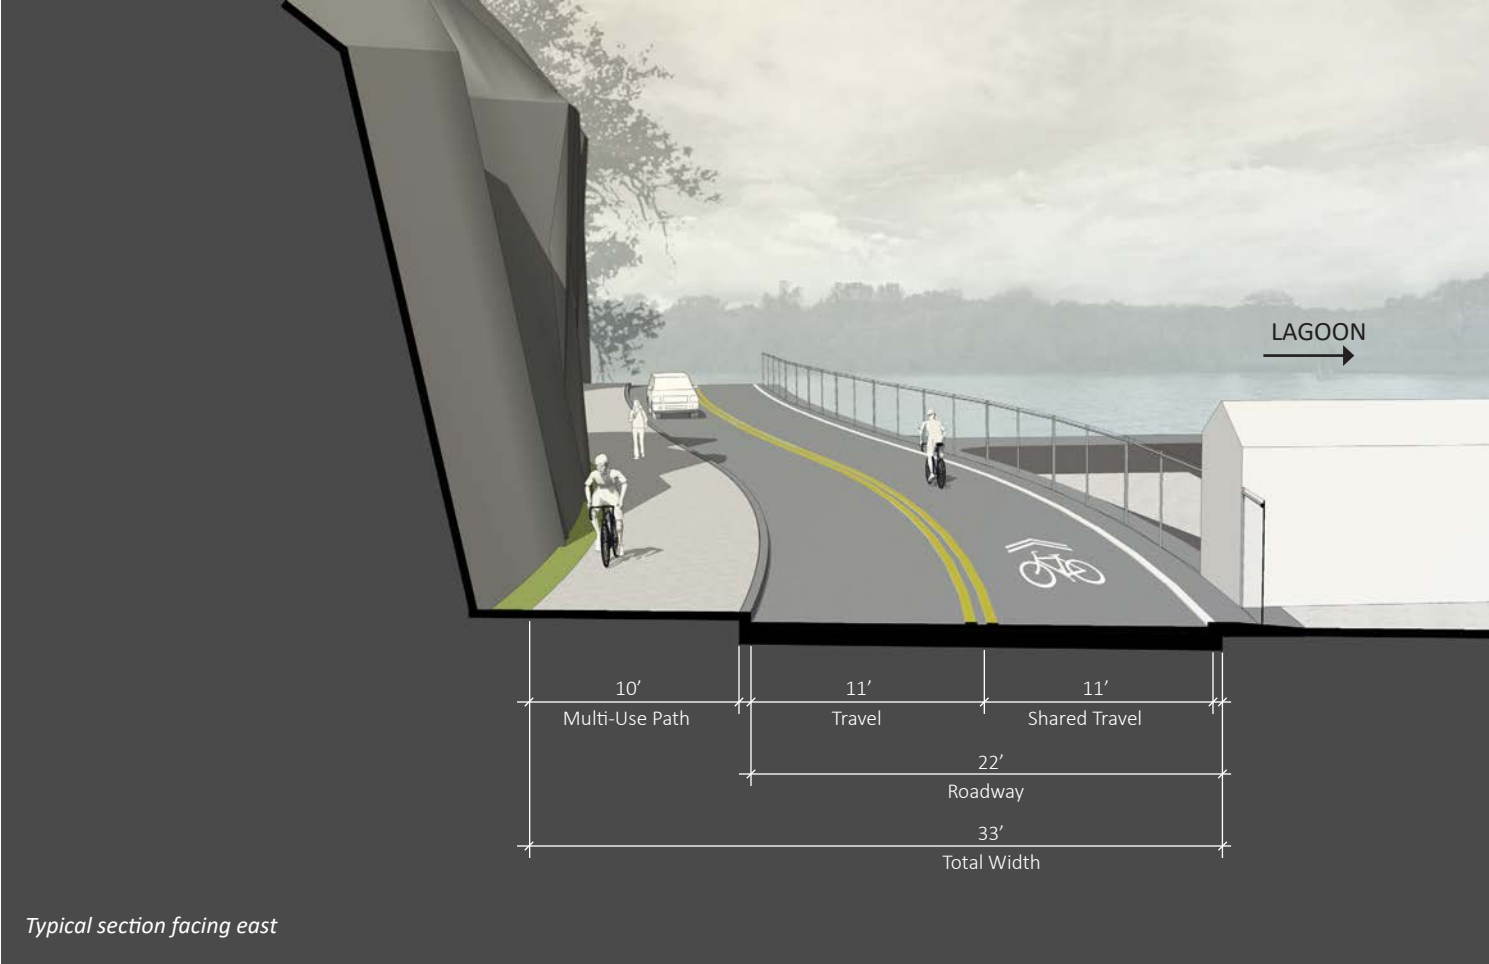 LAGOON
10’
11’
11’
Multi-Use Path
Travel
Shared Travel
22’
Roadway
33’
Total Width
Typical section facing east